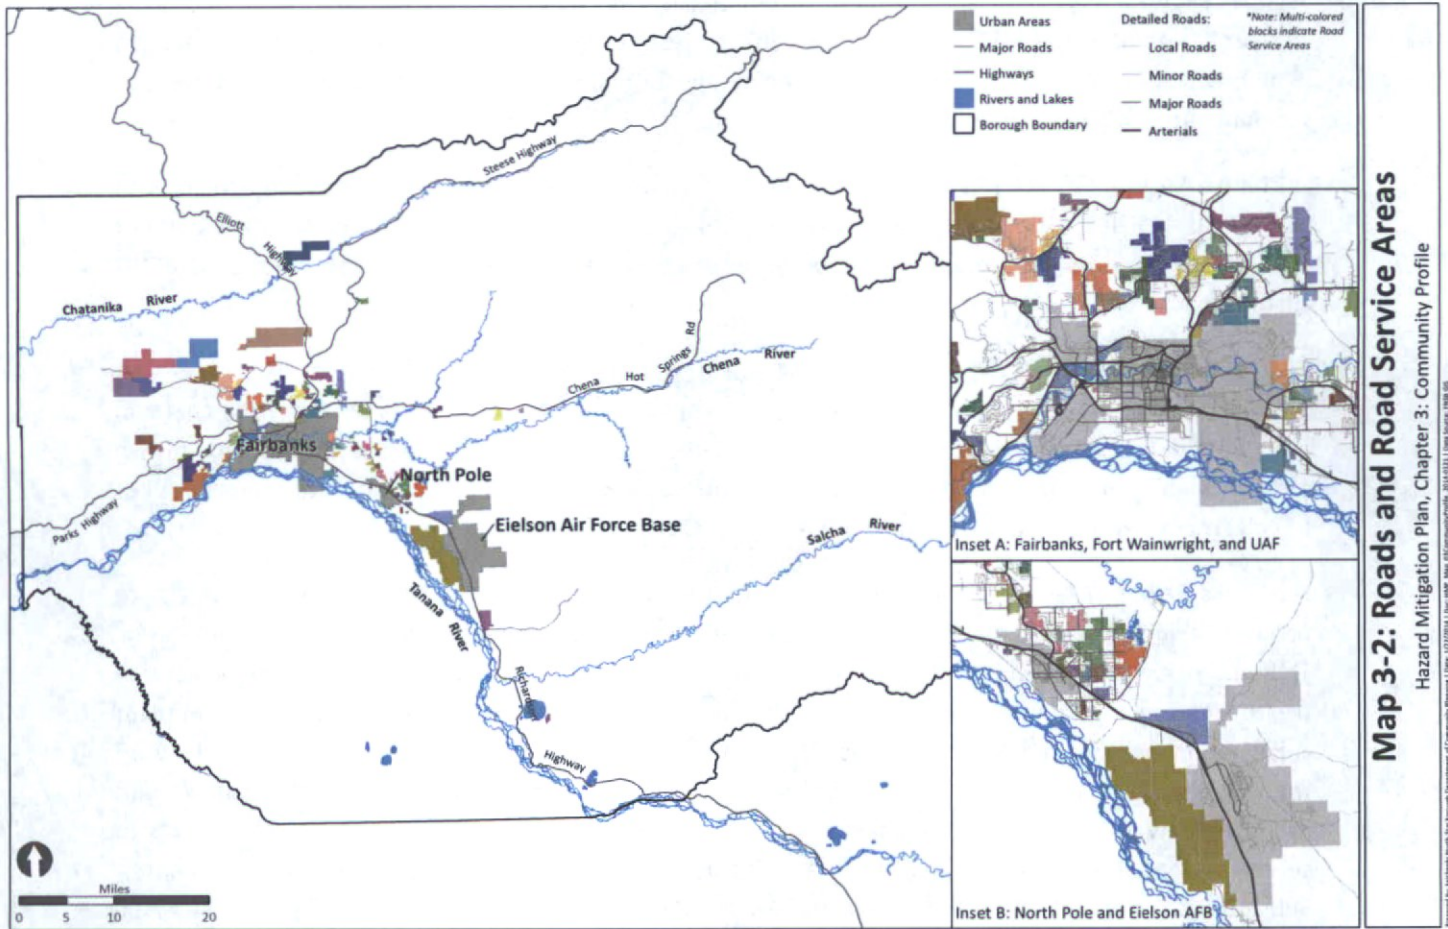 Urban Areas
Major Roads
Highways
Rivers and Lakes
Borough Boundary
Detailed Roads:
Local Roads
Minor Roads
Major Roads
Arterials
*Note: Multi-colored
blocks indicate Road
Service Areas
Steese Highway
Elliott Highway
Chatanika River
Chena Hot Springs Rd
Chena River
Fairbanks
North Pole
Parks Highway
Eielson Air Force Base
Salcha River
Tanana River
Richardson Highway
Miles
0 5 10 20
Inset A: Fairbanks, Fort Wainwright, and UAF
Inset B: North Pole and Eielson AFB
Map 3-2: Roads and Road Service Areas
Hazard Mitigation Plan, Chapter 3: Community Profile